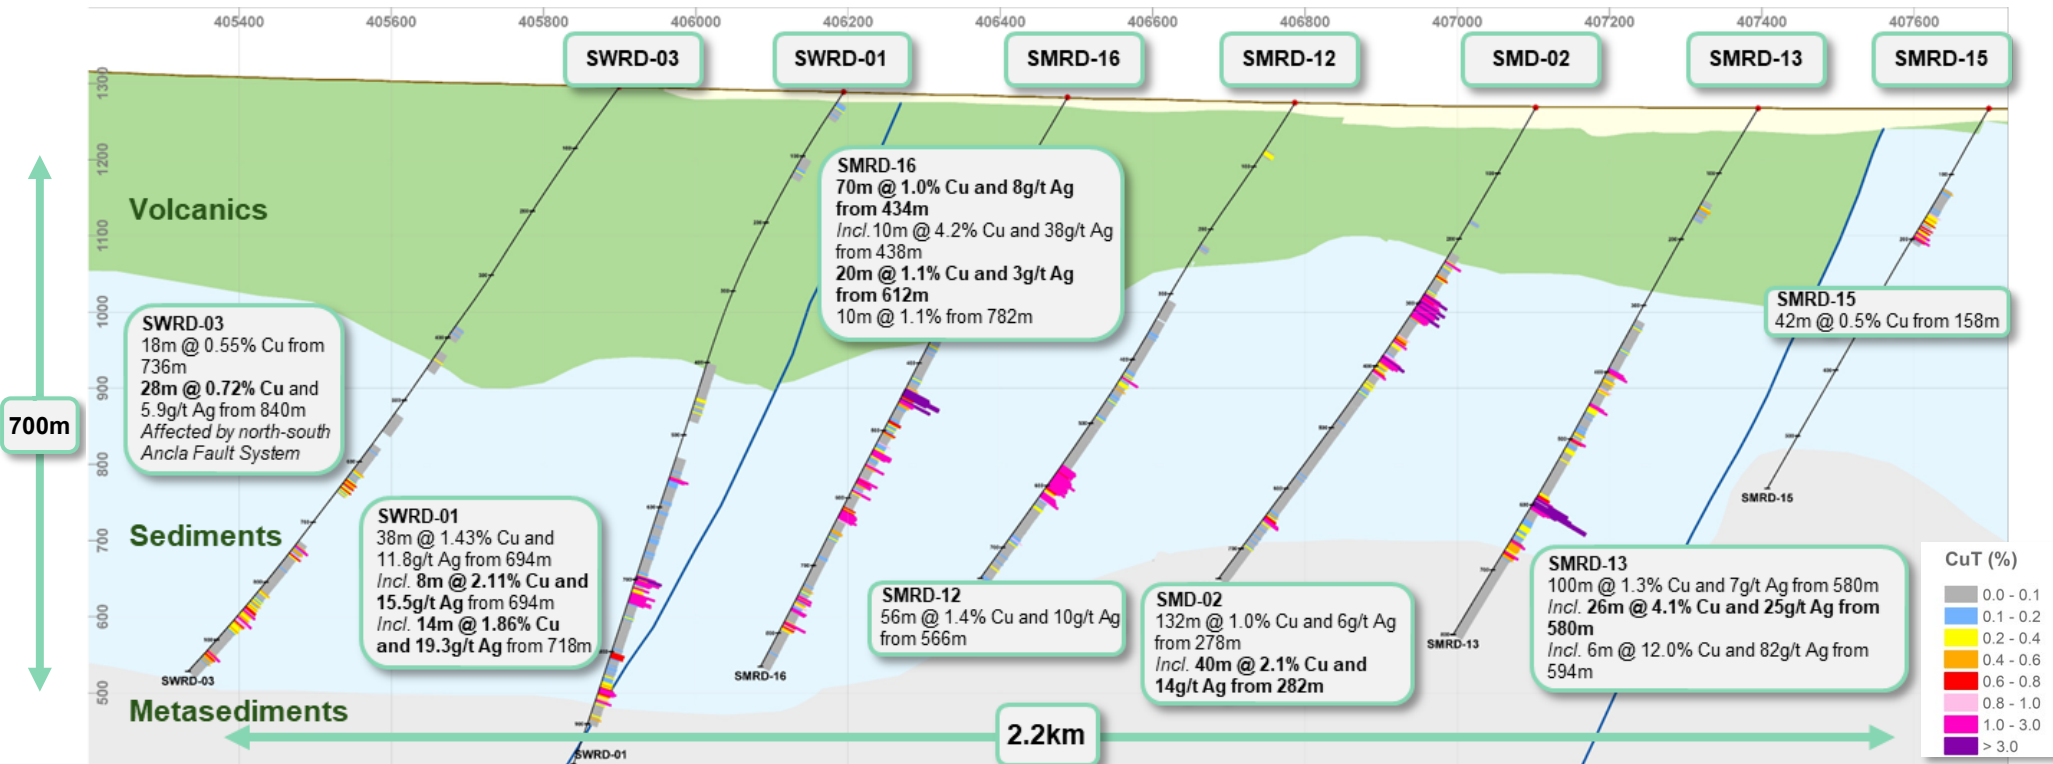 405400 405600 405800 406000 406200 406400 406600 406800 407000 407200 407400 407600
SWRD-03 SWRD-01 SMRD-16 SMRD-12 SMD-02 SMRD-13 SMRD-15
1300
1200
1100
1000
900
800
700
600
500
Volcanics
Sediments
Metasediments
700m
2.2km
SWRD-03
18m @ 0.55% Cu from
736m
28m @ 0.72% Cu and
5.9g/t Ag from 840m
Affected by north-south
Ancla Fault System
SWRD-01
38m @ 1.43% Cu and
11.8g/t Ag from 694m
Incl. 8m @ 2.11% Cu and
15.5g/t Ag from 694m
Incl. 14m @ 1.86% Cu
and 19.3g/t Ag from 718m
SMRD-16
70m @ 1.0% Cu and 8g/t Ag
from 434m
Incl. 10m @ 4.2% Cu and 38g/t Ag
from 438m
20m @ 1.1% Cu and 3g/t Ag
from 612m
10m @ 1.1% from 782m
SMRD-12
56m @ 1.4% Cu and 10g/t Ag
from 566m
SMD-02
132m @ 1.0% Cu and 6g/t Ag
from 278m
Incl. 40m @ 2.1% Cu and
14g/t Ag from 282m
SMRD-13
100m @ 1.3% Cu and 7g/t Ag from 580m
Incl. 26m @ 4.1% Cu and 25g/t Ag from
580m
Incl. 6m @ 12.0% Cu and 82g/t Ag from
594m
SMRD-15
42m @ 0.5% Cu from 158m
SWRD-03
SWRD-01
SMRD-16
SMRD-13
SMRD-15
CuT (%)
0.0 - 0.1
0.1 - 0.2
0.2 - 0.4
0.4 - 0.6
0.6 - 0.8
0.8 - 1.0
1.0 - 3.0
> 3.0